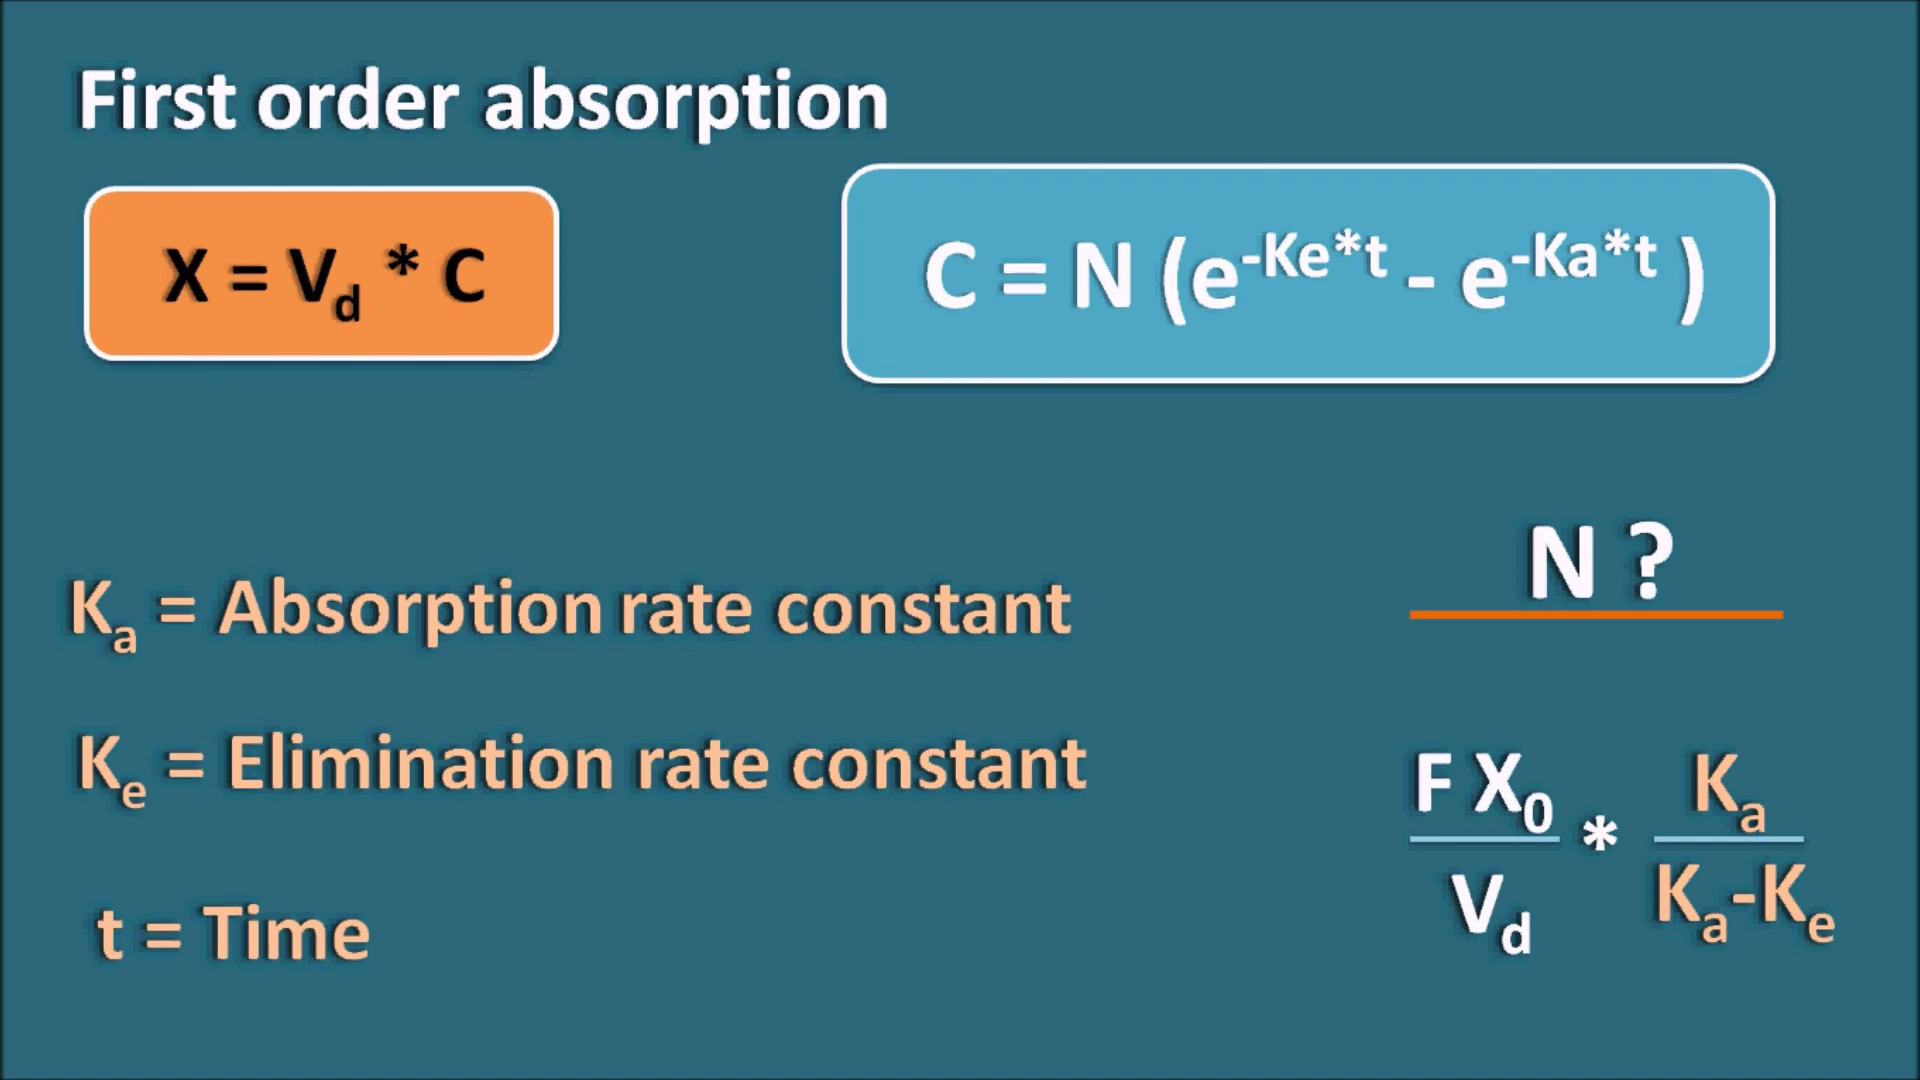 First order absorption
X = Vd * C
C = N (e-Ke*t - e-Ka*t )
N ?
Ka = Absorption rate constant
Ke = Elimination rate constant
t = Time
F X0
Vd
*
Ka
Ka-Ke